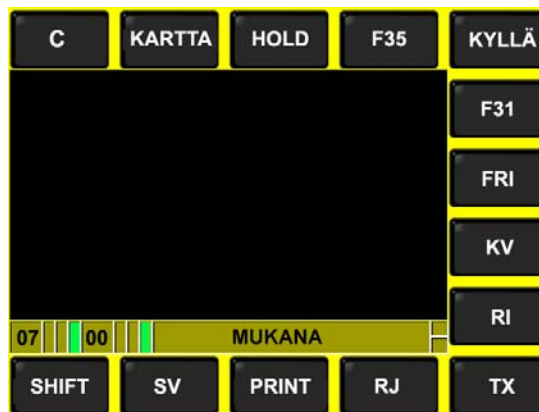 C KARTTA HOLD F35 KYLLÄ
F31
FRI
KV
RI
07 00 MUKANA
SHIFT SV PRINT RJ TX